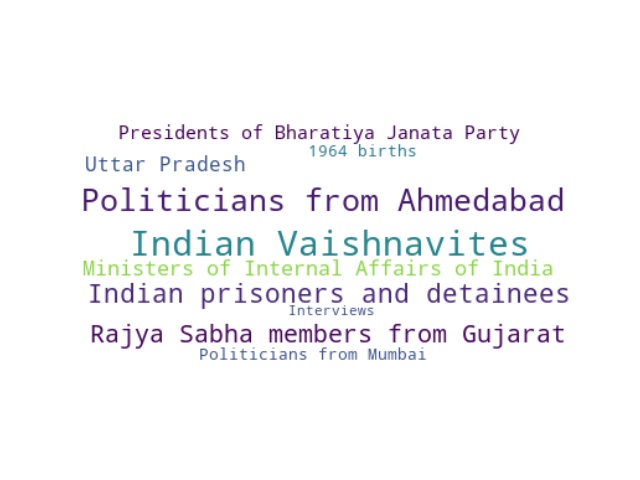 Presidents of Bharatiya Janata Party
1964 births
Uttar Pradesh
Politicians from Ahmedabad
Indian Vaishnavites
Ministers of Internal Affairs of India
Indian prisoners and detainees
Interviews
Rajya Sabha members from Gujarat
Politicians from Mumbai